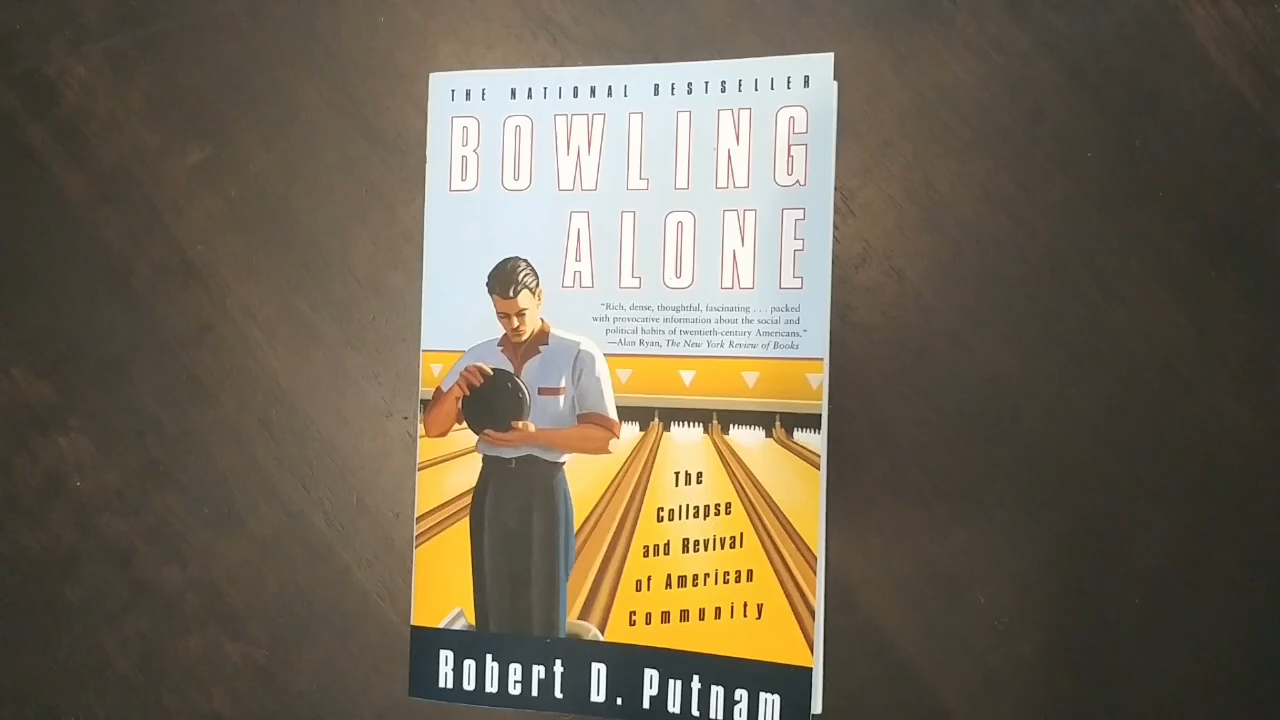 THE NATIONAL BESTSELLER
BOWLING
ALONE
“Rich, dense, thoughtful, fascinating . . . packed
with provocative information about the social and
political habits of twentieth-century Americans.”
—Alan Ryan, The New York Review of Books
The
Collapse
and Revival
of American
Community
Robert D. Putnam